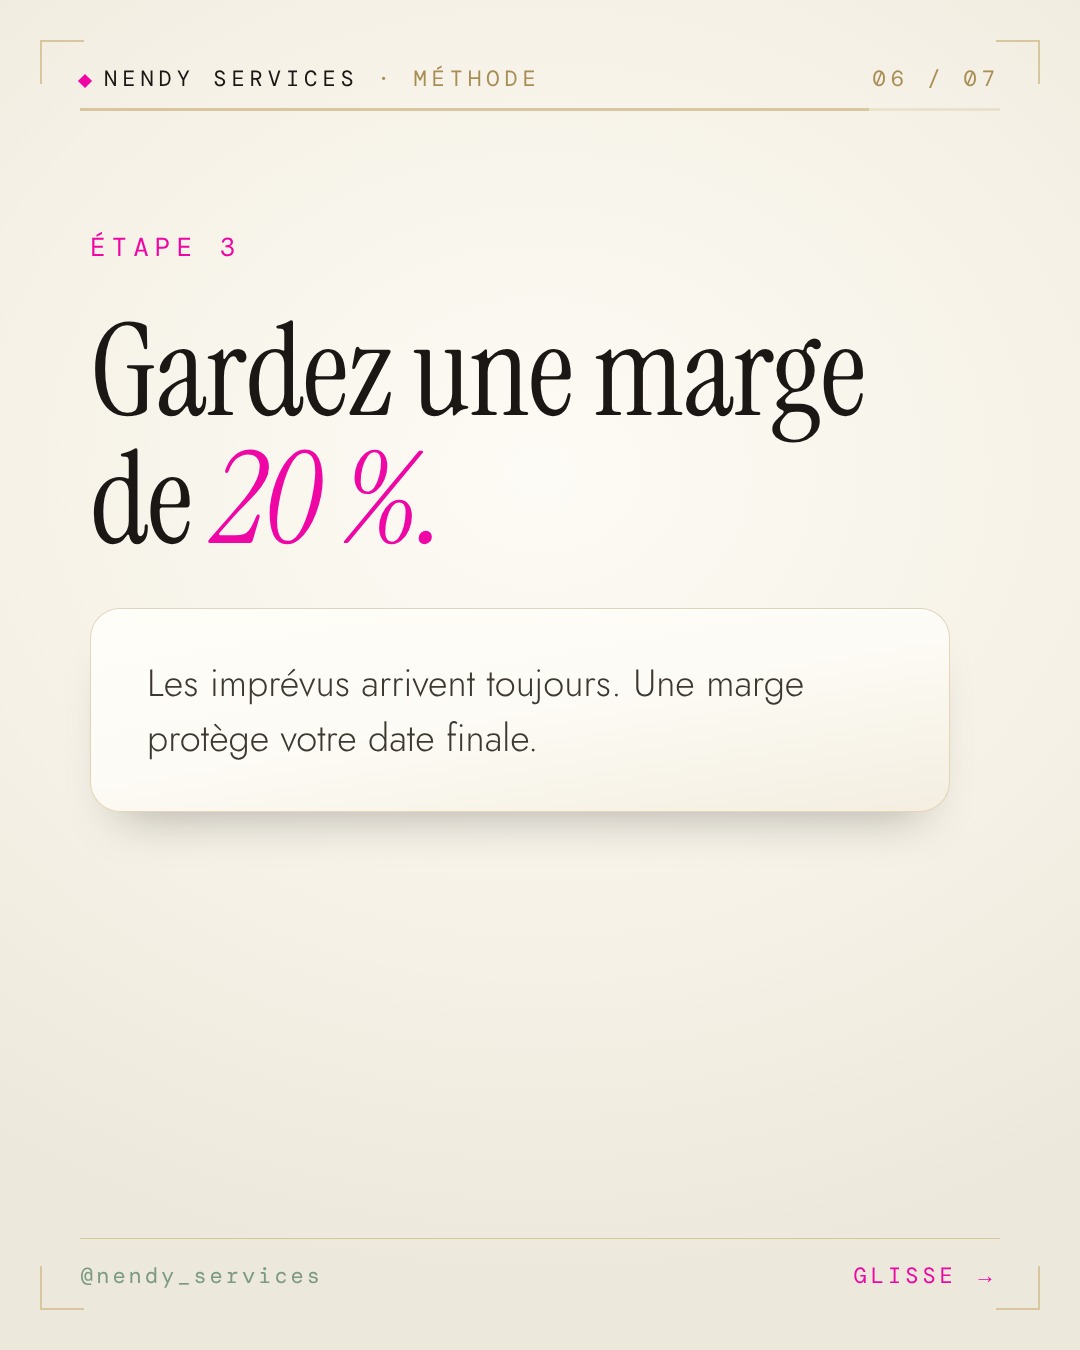 ◆ NENDY SERVICES · MÉTHODE
06 / 07
ÉTAPE 3
Gardez une marge
de 20 %.
Les imprévus arrivent toujours. Une marge
protège votre date finale.
@nendy_services
GLISSE →